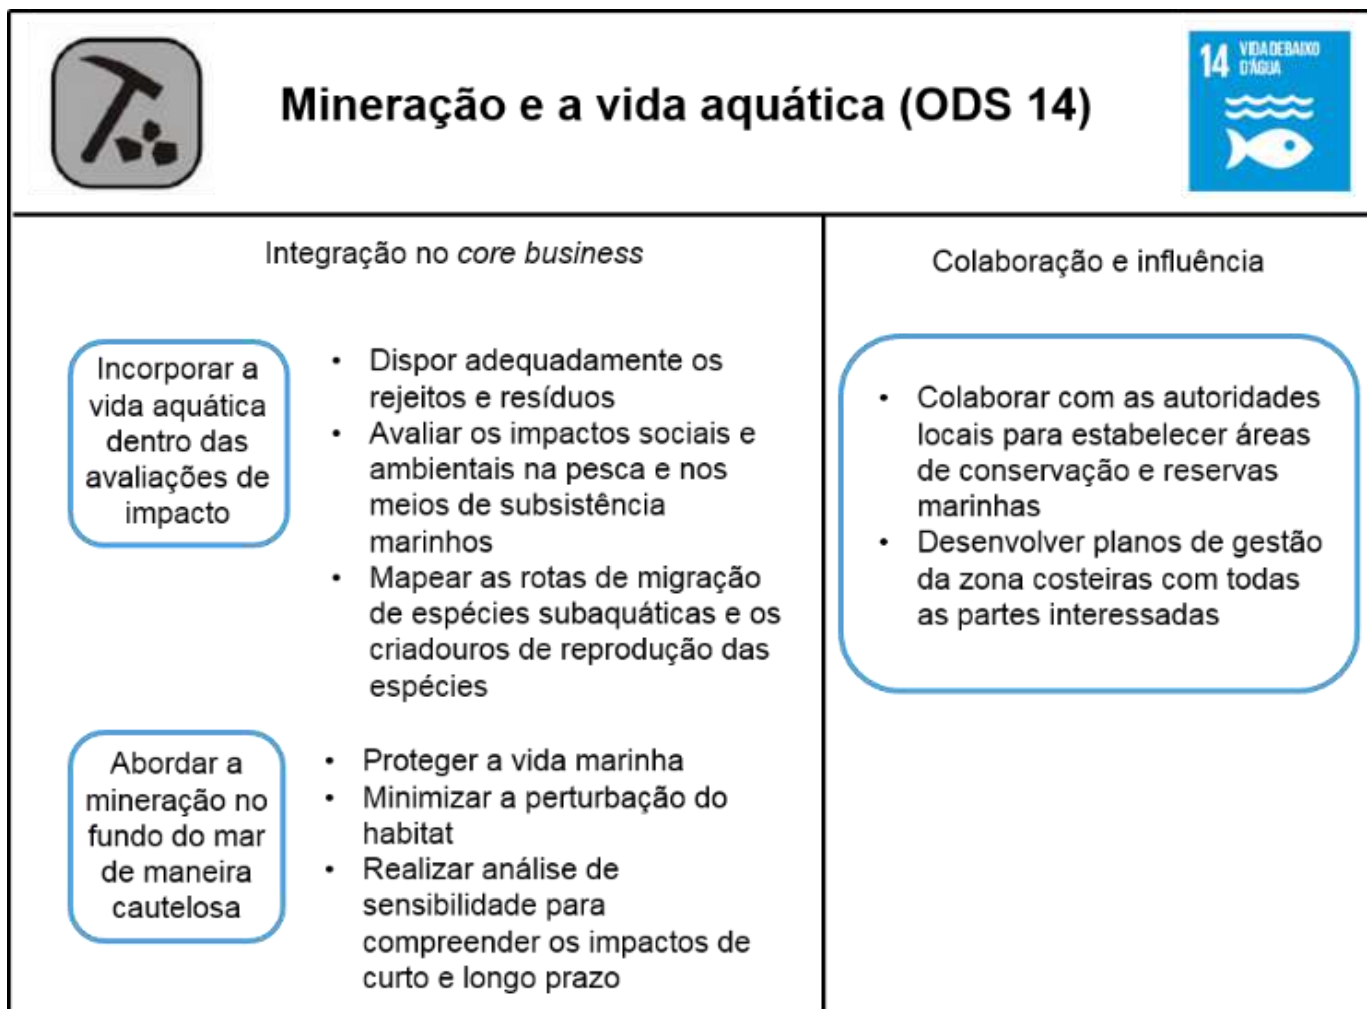 Mineração e a vida aquática (ODS 14)
14 VIDA DEBAIXO
D'ÁGUA
Integração no core business
Incorporar a
vida aquática
dentro das
avaliações de
impacto
• Dispor adequadamente os
rejeitos e resíduos
• Avaliar os impactos sociais e
ambientais na pesca e nos
meios de subsistência
marinhos
• Mapear as rotas de migração
de espécies subaquáticas e os
criadouros de reprodução das
espécies
Abordar a
mineração no
fundo do mar
de maneira
cautelosa
• Proteger a vida marinha
• Minimizar a perturbação do
habitat
• Realizar análise de
sensibilidade para
compreender os impactos de
curto e longo prazo
Colaboração e influência
• Colaborar com as autoridades
locais para estabelecer áreas
de conservação e reservas
marinhas
• Desenvolver planos de gestão
da zona costeiras com todas
as partes interessadas